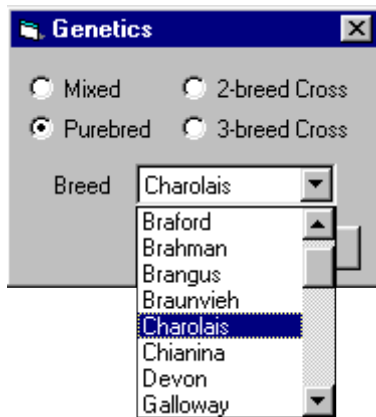 Genetics
Mixed 2-breed Cross
Purebred 3-breed Cross
Breed Charolais
Braford
Brahman
Brangus
Braunvieh
Charolais
Chianina
Devon
Galloway